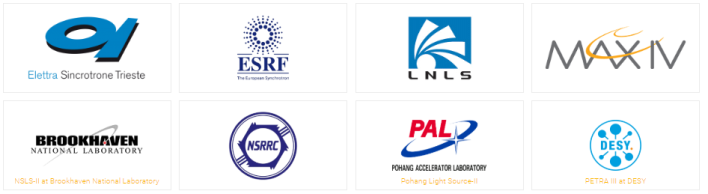 Elettra Sincrotrone Trieste
ESRF
The European Synchrotron
LNLS
MAX IV
BROOKHAVEN
NATIONAL LABORATORY
NSLS-II at Brookhaven National Laboratory
NSRRC
PAL
POHANG ACCELERATOR LABORATORY
Pohang Light Source-II
DESY.
PETRA III at DESY